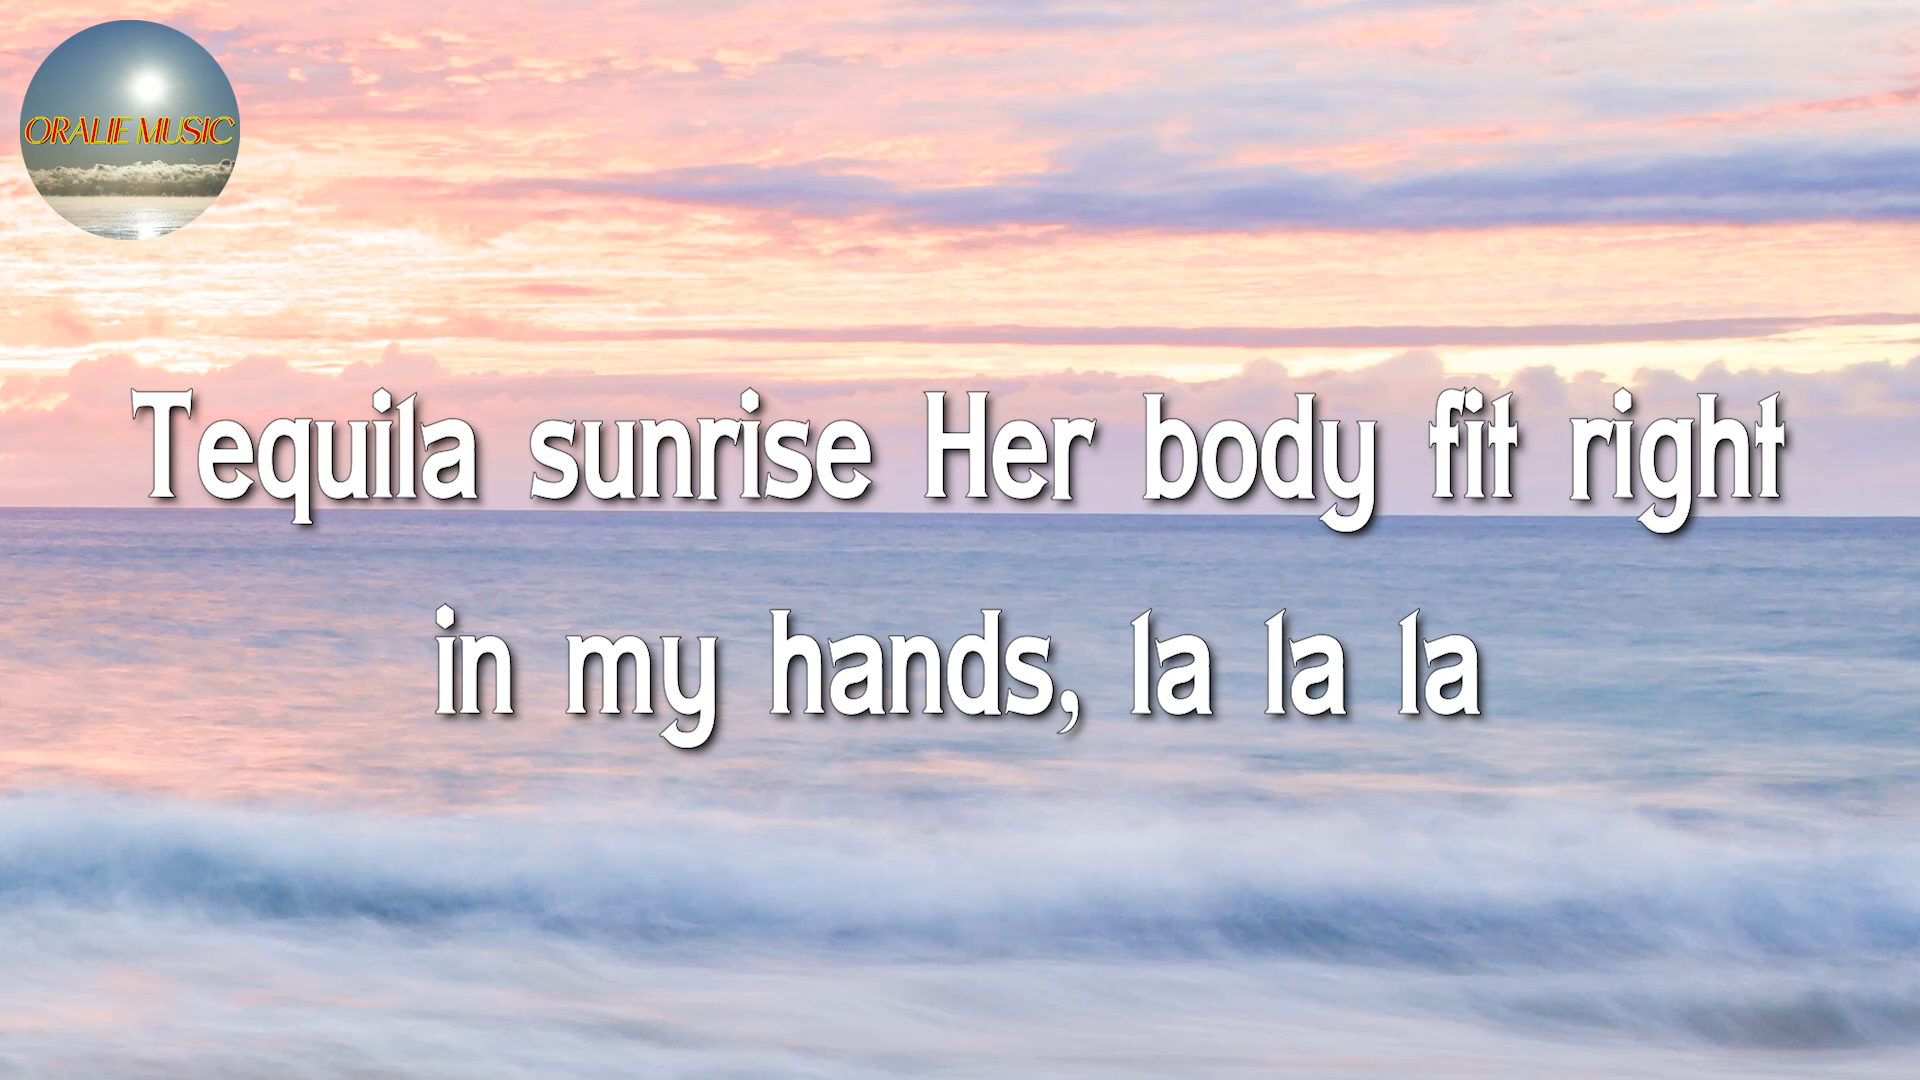 ORALIE MUSIC
Tequila sunrise Her body fit right
in my hands, la la la